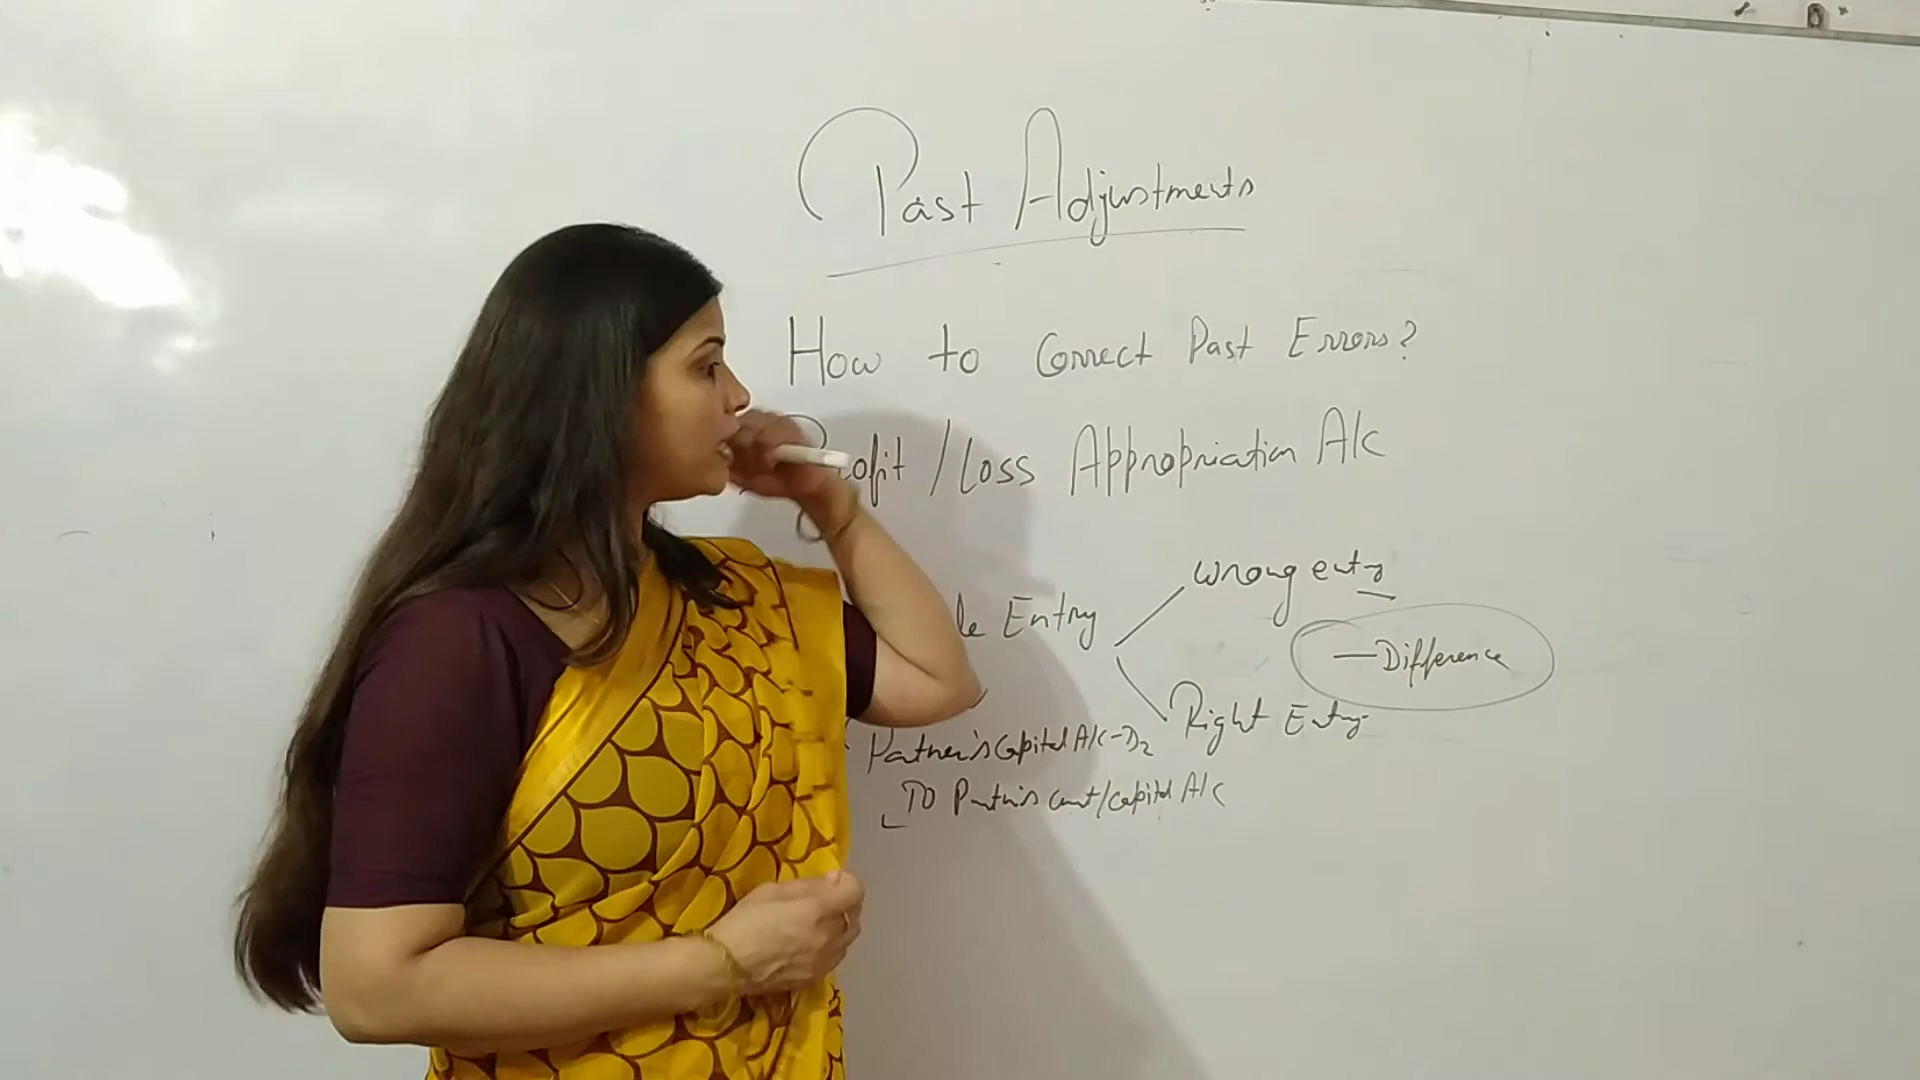 Past Adjustments
How to Correct Past Errors?
Profit / Loss Appropriation A/c
wrong entry
le Entry
— Difference
Right Entry
Partner's Capital A/c - Dr
To Partner's Current/capital A/c